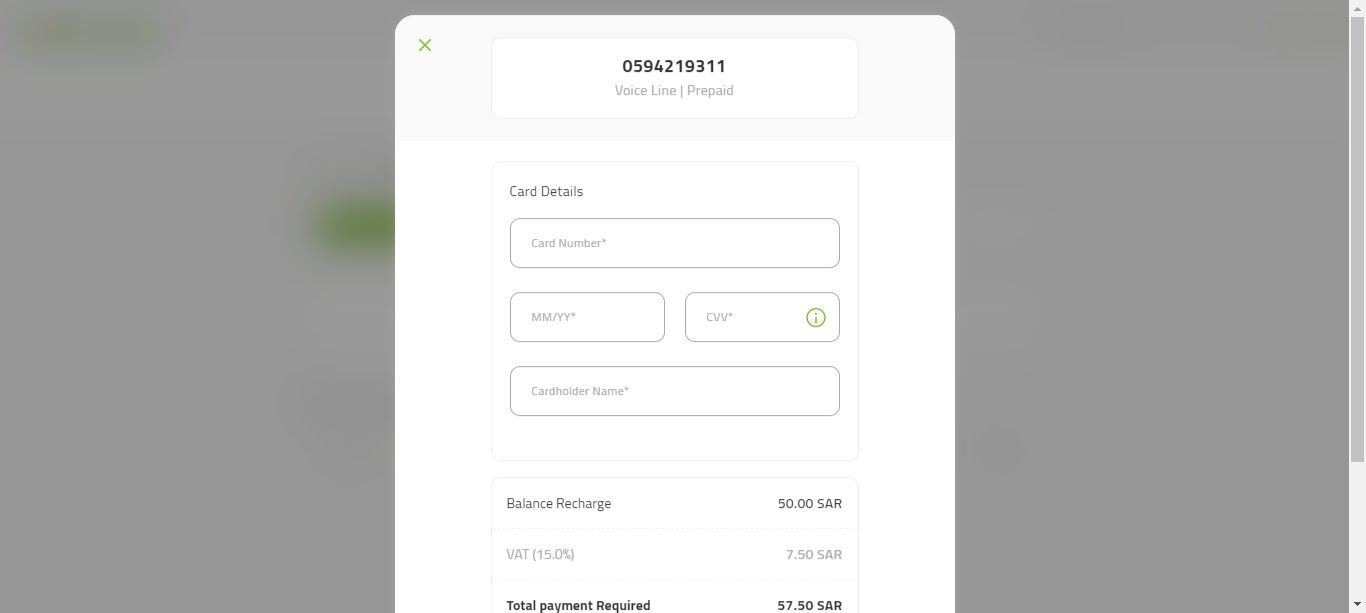 0594219311
Voice Line | Prepaid
Card Details
Card Number*
MM/YY*
CVV*
Cardholder Name*
Balance Recharge 50.00 SAR
VAT (15.0%) 7.50 SAR
Total payment Required 57.50 SAR